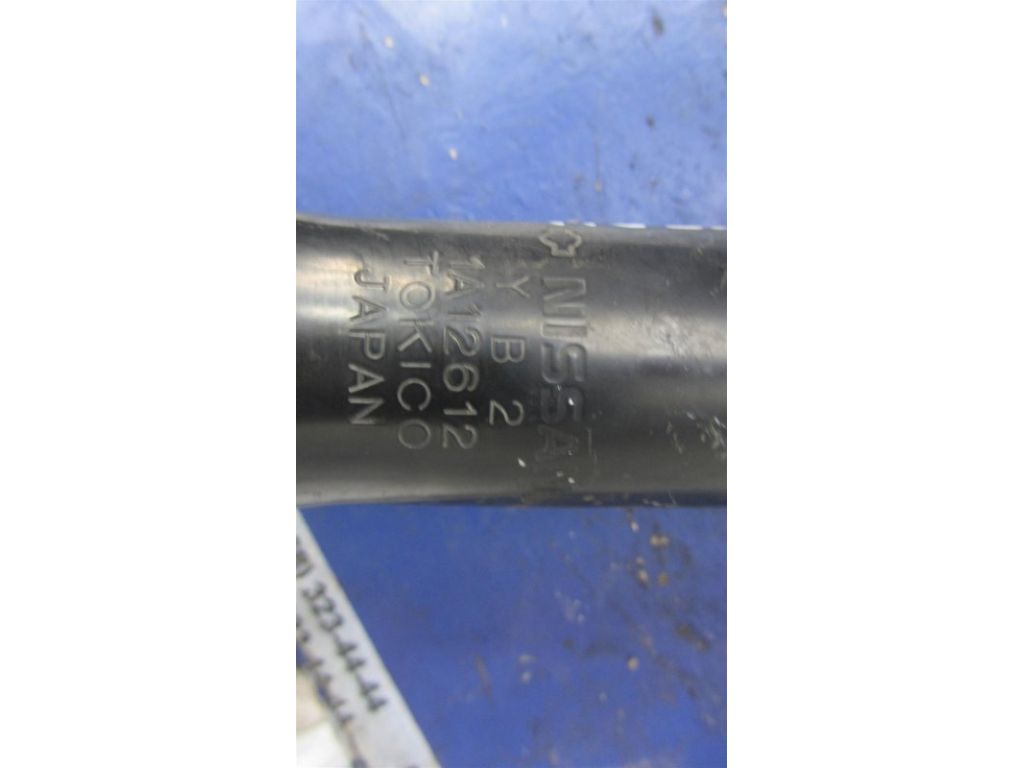 NISSAN
Y B 2
1A12612
TOKICO
JAPAN
323-44-44